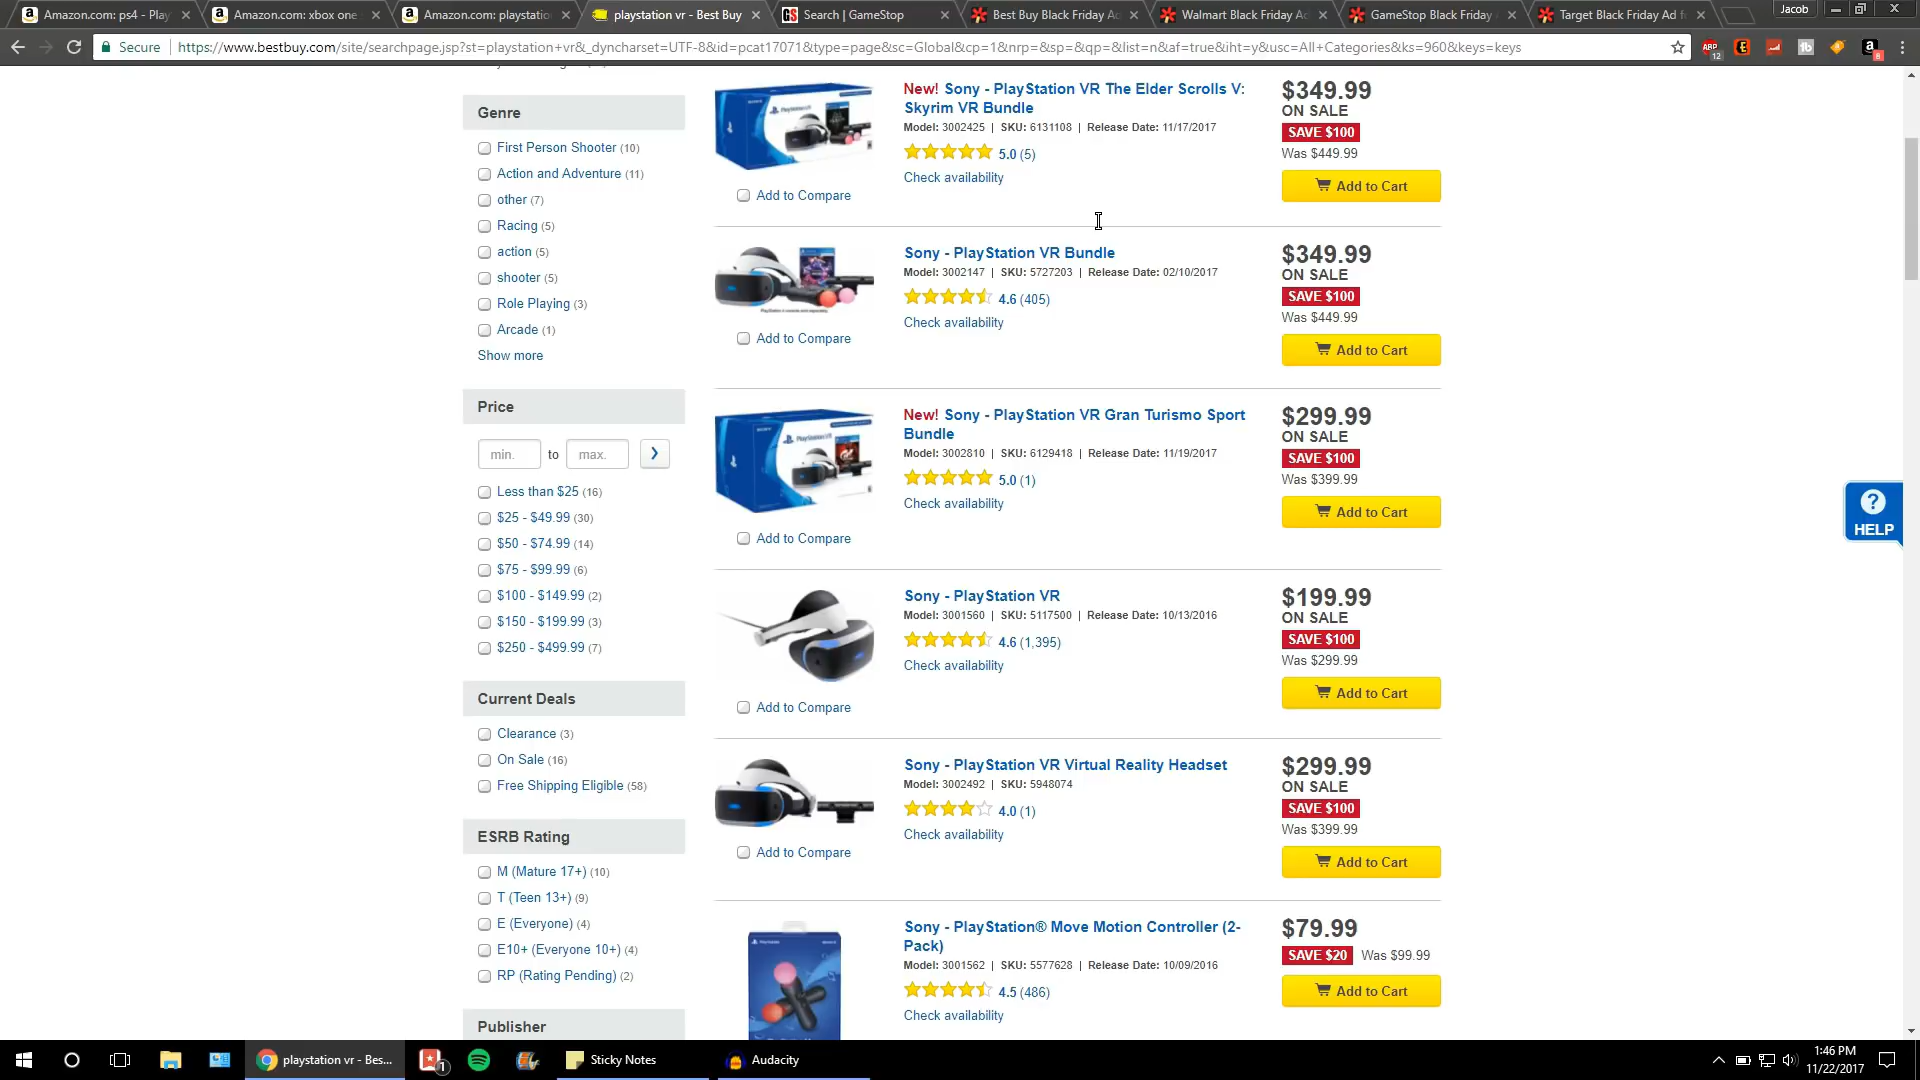 Amazon.com: ps4 - Play
Amazon.com: xbox one
Amazon.com: playstatio
playstation vr - Best Buy
Search | GameStop
Best Buy Black Friday Ad
Walmart Black Friday Ad
GameStop Black Friday
Target Black Friday Ad f
Jacob
Secure | https://www.bestbuy.com/site/searchpage.jsp?st=playstation+vr&_dyncharset=UTF-8&id=pcat17071&type=page&sc=Global&cp=1&nrp=&sp=&qp=&list=n&af=true&iht=y&usc=All+Categories&ks=960&keys=keys
ABP
12
8
Genre
First Person Shooter (10)
Action and Adventure (11)
other (7)
Racing (5)
action (5)
shooter (5)
Role Playing (3)
Arcade (1)
Show more
Price
min. to max.
Less than $25 (16)
$25 - $49.99 (30)
$50 - $74.99 (14)
$75 - $99.99 (6)
$100 - $149.99 (2)
$150 - $199.99 (3)
$250 - $499.99 (7)
Current Deals
Clearance (3)
On Sale (16)
Free Shipping Eligible (58)
ESRB Rating
M (Mature 17+) (10)
T (Teen 13+) (9)
E (Everyone) (4)
E10+ (Everyone 10+) (4)
RP (Rating Pending) (2)
Publisher
New! Sony - PlayStation VR The Elder Scrolls V:
Skyrim VR Bundle
Model: 3002425 | SKU: 6131108 | Release Date: 11/17/2017
5.0 (5)
Check availability
Add to Compare
$349.99
ON SALE
SAVE $100
Was $449.99
Add to Cart
Sony - PlayStation VR Bundle
Model: 3002147 | SKU: 5727203 | Release Date: 02/10/2017
4.6 (405)
Check availability
Add to Compare
$349.99
ON SALE
SAVE $100
Was $449.99
Add to Cart
New! Sony - PlayStation VR Gran Turismo Sport
Bundle
Model: 3002810 | SKU: 6129418 | Release Date: 11/19/2017
5.0 (1)
Check availability
Add to Compare
$299.99
ON SALE
SAVE $100
Was $399.99
Add to Cart
Sony - PlayStation VR
Model: 3001560 | SKU: 5117500 | Release Date: 10/13/2016
4.6 (1,395)
Check availability
Add to Compare
$199.99
ON SALE
SAVE $100
Was $299.99
Add to Cart
Sony - PlayStation VR Virtual Reality Headset
Model: 3002492 | SKU: 5948074
4.0 (1)
Check availability
Add to Compare
$299.99
ON SALE
SAVE $100
Was $399.99
Add to Cart
Sony - PlayStation® Move Motion Controller (2-
Pack)
Model: 3001562 | SKU: 5577628 | Release Date: 10/09/2016
4.5 (486)
Check availability
$79.99
SAVE $20 Was $99.99
Add to Cart
?
HELP
playstation vr - Bes...
1
Sticky Notes
Audacity
1:46 PM
11/22/2017